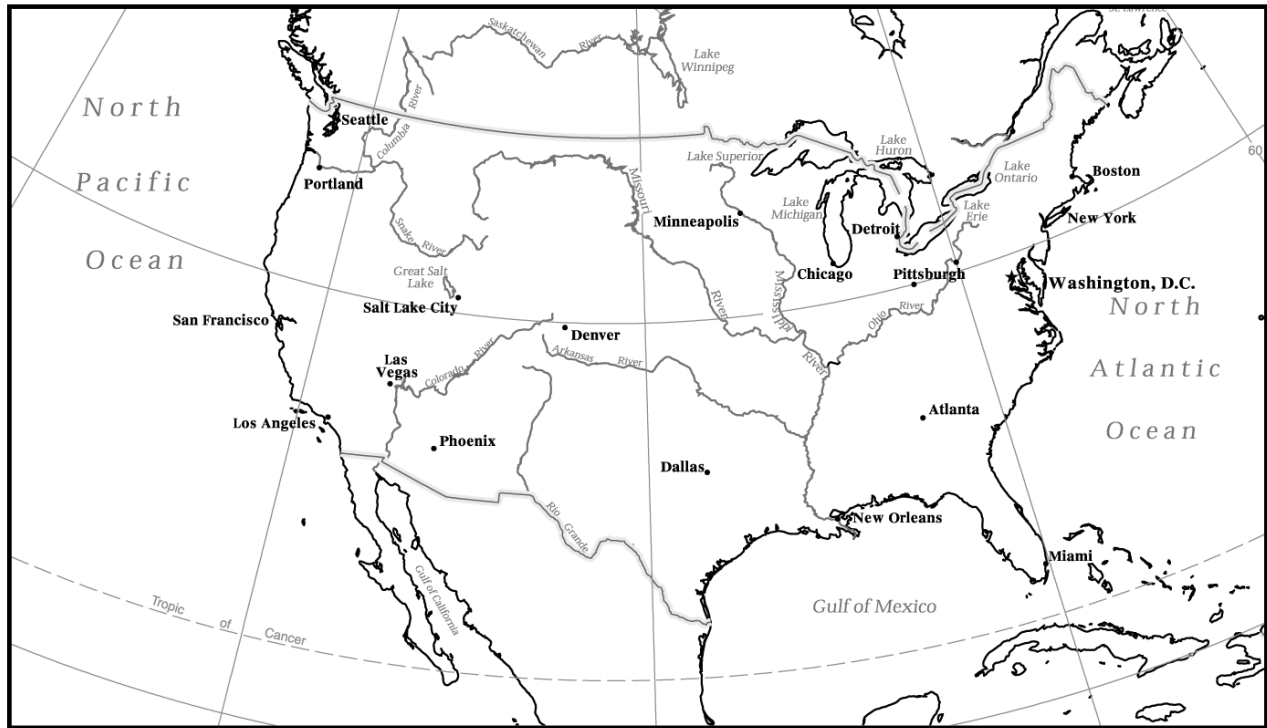 St Lawrence
Saskatchewan
River
Lake
Winnipeg
North
Pacific
Ocean
River
Columbia
Seattle
Portland
Snake
River
Great Salt
Lake
Salt Lake City
San Francisco
Las
Vegas
Los Angeles
Colorado
River
Phoenix
Denver
Arkansas
River
Missouri
River
Minneapolis
Mississippi
River
Lake Superior
Lake
Michigan
Lake
Huron
Lake
Ontario
Lake
Erie
60
Boston
New York
Detroit
Chicago
Pittsburgh
Washington, D.C.
Ohio
River
North
Atlantic
Ocean
Atlanta
Dallas
New Orleans
Miami
Rio
Grande
Gulf of California
Gulf of Mexico
Tropic
of
Cancer